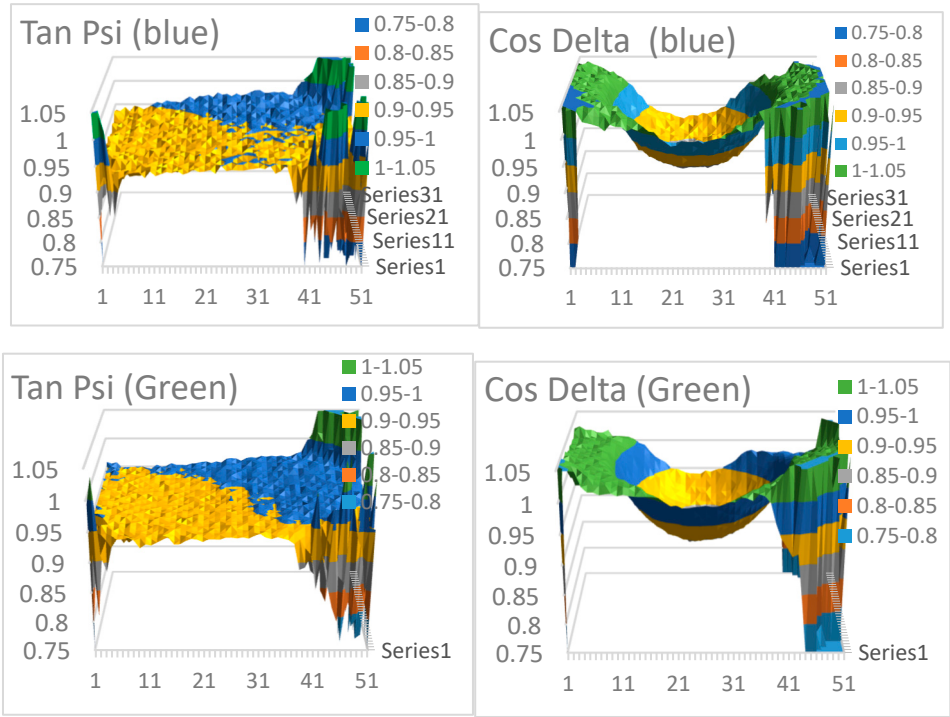 Tan Psi (blue)
0.75-0.8
0.8-0.85
0.85-0.9
0.9-0.95
0.95-1
1-1.05
1.05
1
0.95
0.9
0.85
0.8
0.75
Series31
Series21
Series11
Series1
1 11 21 31 41 51
Cos Delta (blue)
0.75-0.8
0.8-0.85
0.85-0.9
0.9-0.95
0.95-1
1-1.05
1.05
1
0.95
0.9
0.85
0.8
0.75
Series31
Series21
Series11
Series1
1 11 21 31 41 51
Tan Psi (Green)
1-1.05
0.95-1
0.9-0.95
0.85-0.9
0.8-0.85
0.75-0.8
1.05
1
0.95
0.9
0.85
0.8
0.75
Series1
1 11 21 31 41 51
Cos Delta (Green)
1-1.05
0.95-1
0.9-0.95
0.85-0.9
0.8-0.85
0.75-0.8
1.05
1
0.95
0.9
0.85
0.8
0.75
Series1
1 11 21 31 41 51